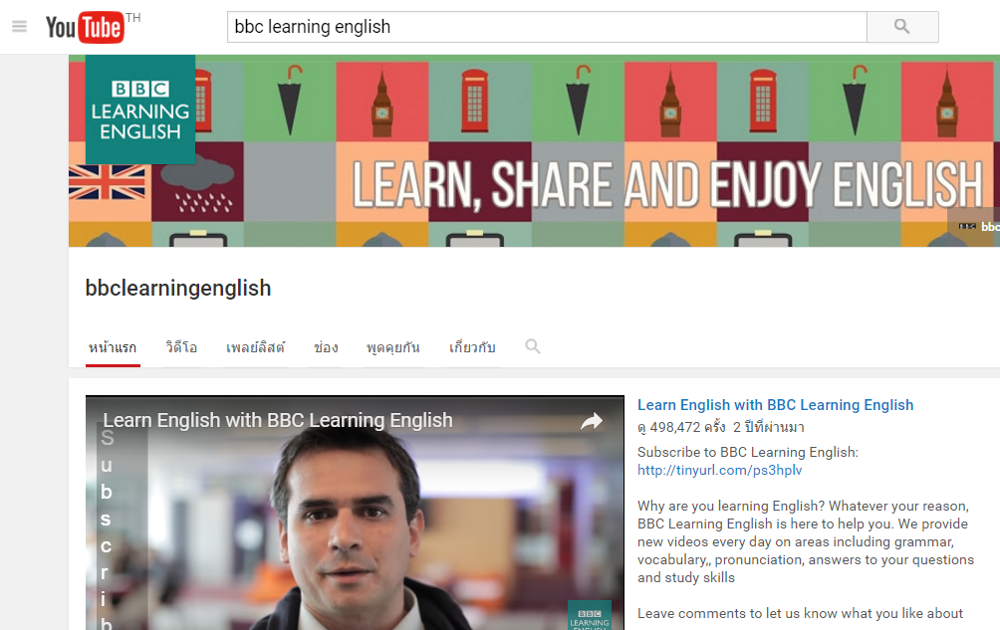 YouTube TH
bbc learning english
BBC
LEARNING
ENGLISH
LEARN, SHARE AND ENJOY ENGLISH
BBC bbc
bbclearningenglish
หน้าแรก วิดีโอ เพลย์ลิสต์ ช่อง พูดคุยกัน เกี่ยวกับ
Learn English with BBC Learning English
S
u
b
s
c
r
i
b
BBC
LEARNING
ENGLISH
Learn English with BBC Learning English
ดู 498,472 ครั้ง 2 ปีที่ผ่านมา
Subscribe to BBC Learning English:
http://tinyurl.com/ps3hplv
Why are you learning English? Whatever your reason,
BBC Learning English is here to help you. We provide
new videos every day on areas including grammar,
vocabulary,, pronunciation, answers to your questions
and study skills
Leave comments to let us know what you like about